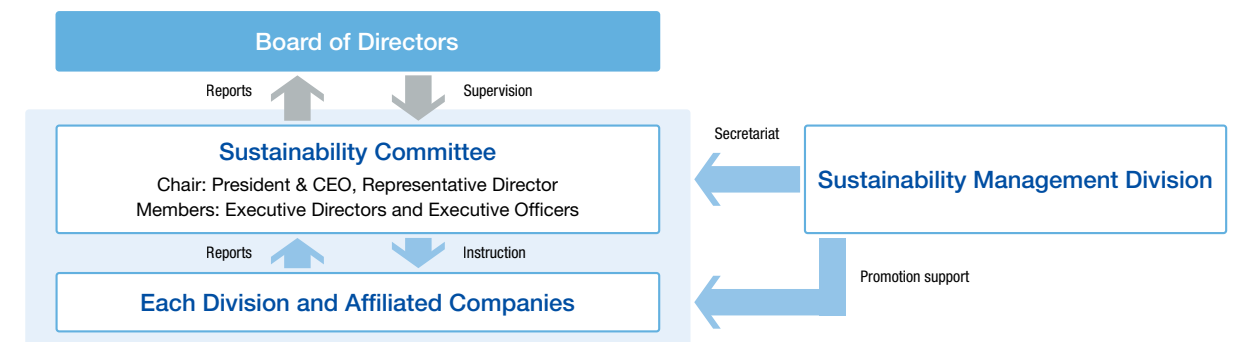 Board of Directors
Reports
Supervision
Sustainability Committee
Chair: President & CEO, Representative Director
Members: Executive Directors and Executive Officers
Secretariat
Sustainability Management Division
Reports
Instruction
Promotion support
Each Division and Affiliated Companies